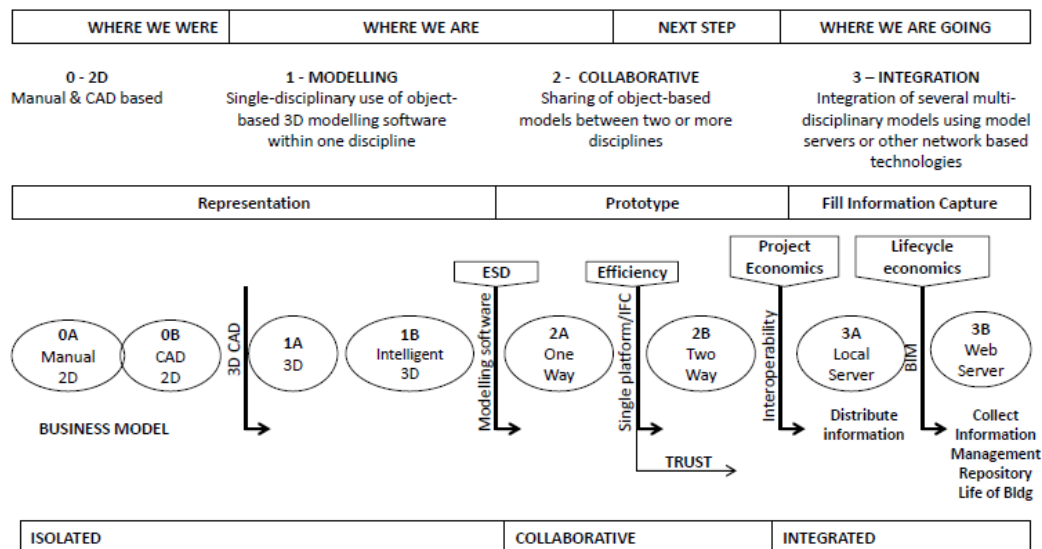 WHERE WE WERE
WHERE WE ARE
NEXT STEP
WHERE WE ARE GOING
0 - 2D
Manual & CAD based
1 - MODELLING
Single-disciplinary use of object-
based 3D modelling software
within one discipline
2 - COLLABORATIVE
Sharing of object-based
models between two or more
disciplines
3 – INTEGRATION
Integration of several multi-
disciplinary models using model
servers or other network based
technologies
Representation
Prototype
Fill Information Capture
ESD
Efficiency
Project
Economics
Lifecycle
economics
0A
Manual
2D
0B
CAD
2D
3D CAD
1A
3D
1B
Intelligent
3D
Modelling software
2A
One
Way
Single platform/IFC
2B
Two
Way
Interoperability
3A
Local
Server
BIM
3B
Web
Server
BUSINESS MODEL
TRUST
Distribute
information
Collect
Information
Management
Repository
Life of Bldg
ISOLATED
COLLABORATIVE
INTEGRATED